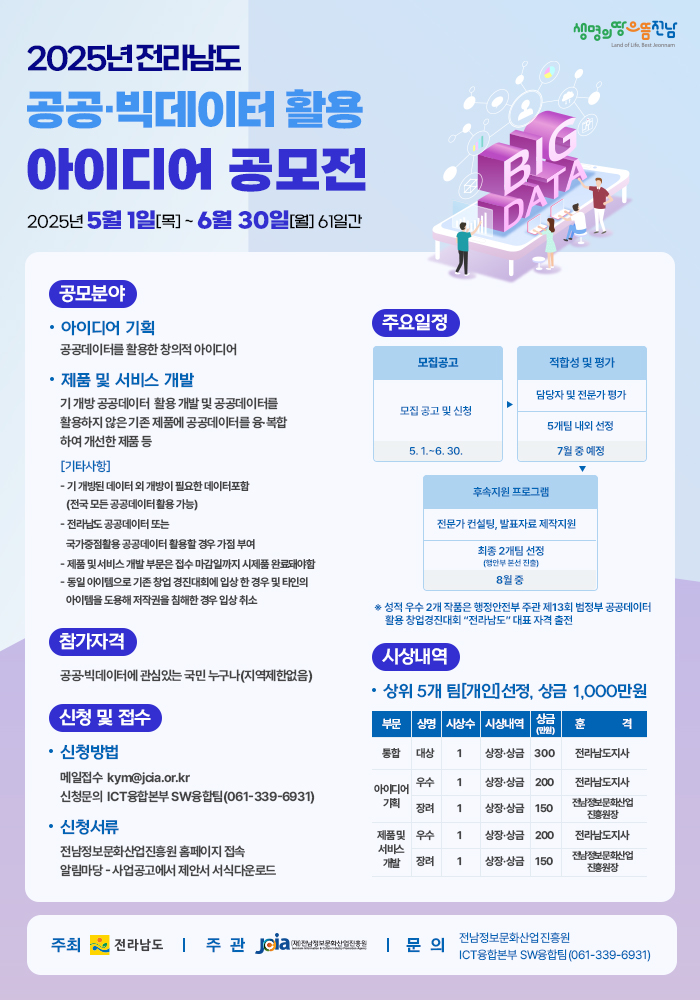 생명의땅으뜸전남
Land of Life, Best Jeonnam
2025년 전라남도
공공·빅데이터 활용
아이디어 공모전
2025년 5월 1일[목] ~ 6월 30일[월] 61일간
BIG
DATA
공모분야
• 아이디어 기획
공공데이터를 활용한 창의적 아이디어
• 제품 및 서비스 개발
기 개방 공공데이터 활용 개발 및 공공데이터를
활용하지 않은 기존 제품에 공공데이터를 융·복합
하여 개선한 제품 등
[기타사항]
- 기 개방된 데이터 외 개방이 필요한 데이터포함
(전국 모든 공공데이터 활용 가능)
- 전라남도 공공데이터 또는
국가중점활용 공공데이터 활용할 경우 가점 부여
- 제품 및 서비스 개발 부문은 접수 마감일까지 시제품 완료돼야함
- 동일 아이템으로 기존 창업 경진대회에 입상 한 경우 및 타인의
아이템을 도용해 저작권을 침해한 경우 입상 취소
참가자격
공공·빅데이터에 관심있는 국민 누구나(지역제한없음)
신청 및 접수
• 신청방법
메일접수 kym@jcia.or.kr
신청문의 ICT융합본부 SW융합팀(061-339-6931)
• 신청서류
전남정보문화산업진흥원 홈페이지 접속
알림마당 - 사업공고에서 제안서 서식다운로드
주요일정
모집공고
모집 공고 및 신청
5. 1.~6. 30.
적합성 및 평가
담당자 및 전문가 평가
5개팀 내외 선정
7월 중 예정
후속지원 프로그램
전문가 컨설팅, 발표자료 제작지원
최종 2개팀 선정
(행안부 본선 진출)
8월 중
※ 성적 우수 2개 작품은 행정안전부 주관 제13회 범정부 공공데이터
활용 창업경진대회 “전라남도” 대표 자격 출전
시상내역
• 상위 5개 팀[개인]선정, 상금 1,000만원
부문 상명 시상수 시상내역 상금(만원) 훈 격
통합 대상 1 상장·상금 300 전라남도지사
아이디어 기획 우수 1 상장·상금 200 전라남도지사
장려 1 상장·상금 150 전남정보문화산업진흥원장
제품 및 서비스 개발 우수 1 상장·상금 200 전라남도지사
장려 1 상장·상금 150 전남정보문화산업진흥원장
주최 전라남도 | 주 관 jcia (재)전남정보문화산업진흥원 | 문 의 전남정보문화산업진흥원
ICT융합본부 SW융합팀(061-339-6931)